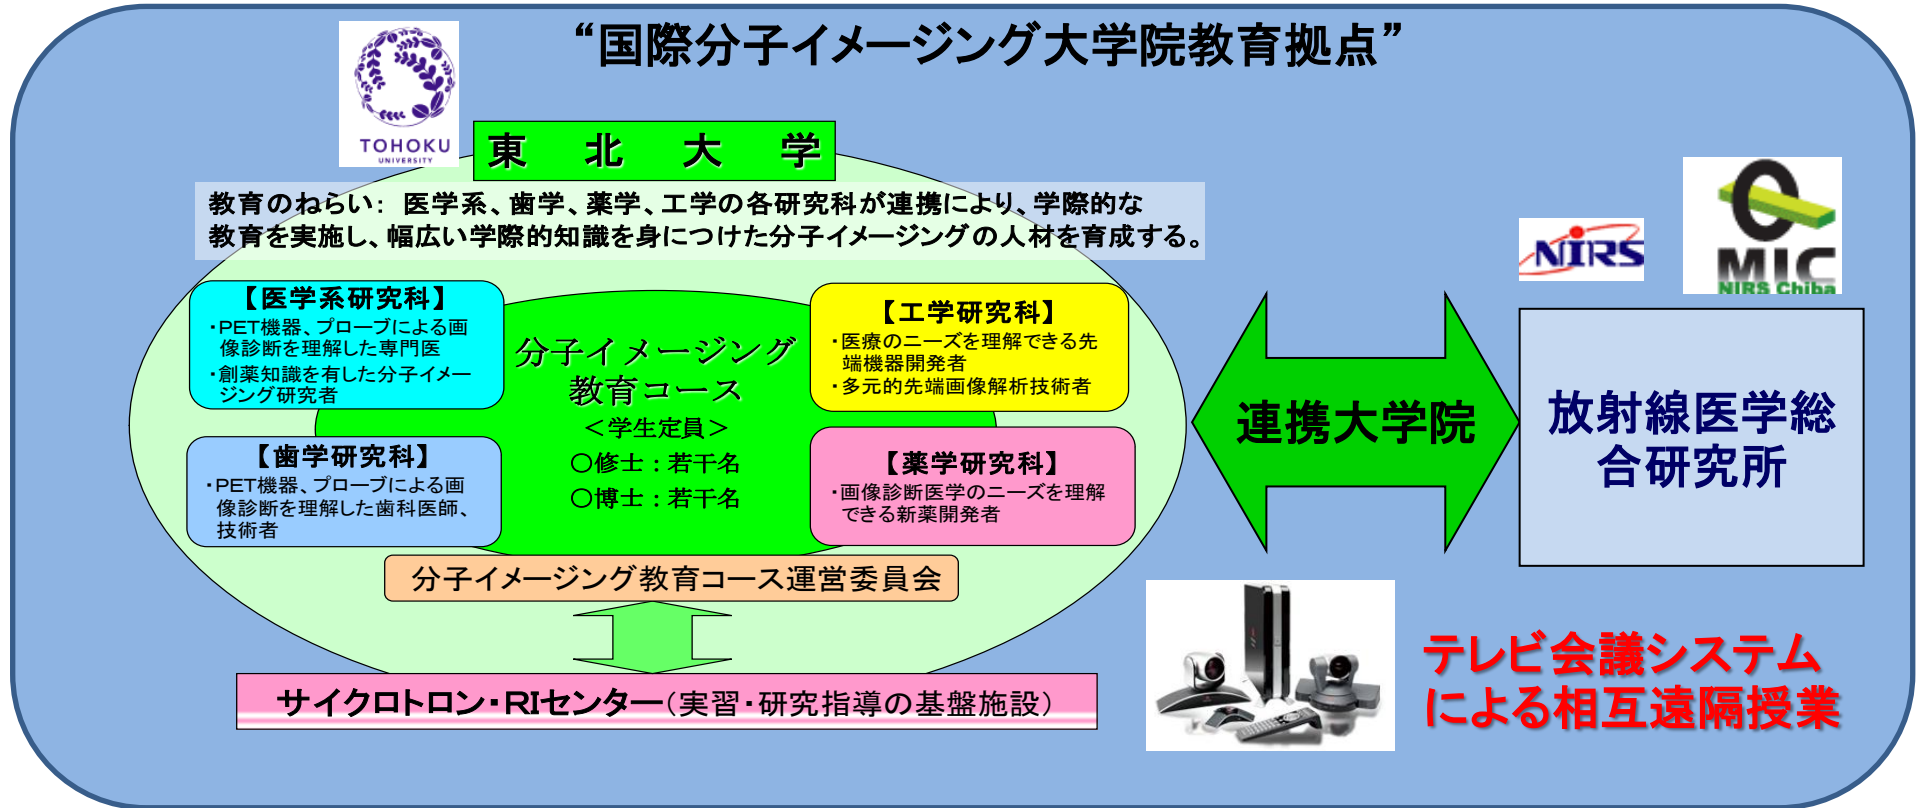 “国際分子イメージング大学院教育拠点”
TOHOKU
UNIVERSITY
東 北 大 学
教育のねらい： 医学系、歯学、薬学、工学の各研究科が連携により、学際的な
教育を実施し、幅広い学際的知識を身につけた分子イメージングの人材を育成する。
【医学系研究科】
・PET機器、プローブによる画
像診断を理解した専門医
・創薬知識を有した分子イメー
ジング研究者
分子イメージング
教育コース
＜学生定員＞
〇修士：若干名
〇博士：若干名
【工学研究科】
・医療のニーズを理解できる先
端機器開発者
・多元的先端画像解析技術者
【歯学研究科】
・PET機器、プローブによる画
像診断を理解した歯科医師、
技術者
【薬学研究科】
・画像診断医学のニーズを理解
できる新薬開発者
分子イメージング教育コース運営委員会
サイクロトロン・RIセンター（実習・研究指導の基盤施設）
連携大学院
NIRS
MIC
NIRS Chiba
放射線医学総
合研究所
テレビ会議システム
による相互遠隔授業